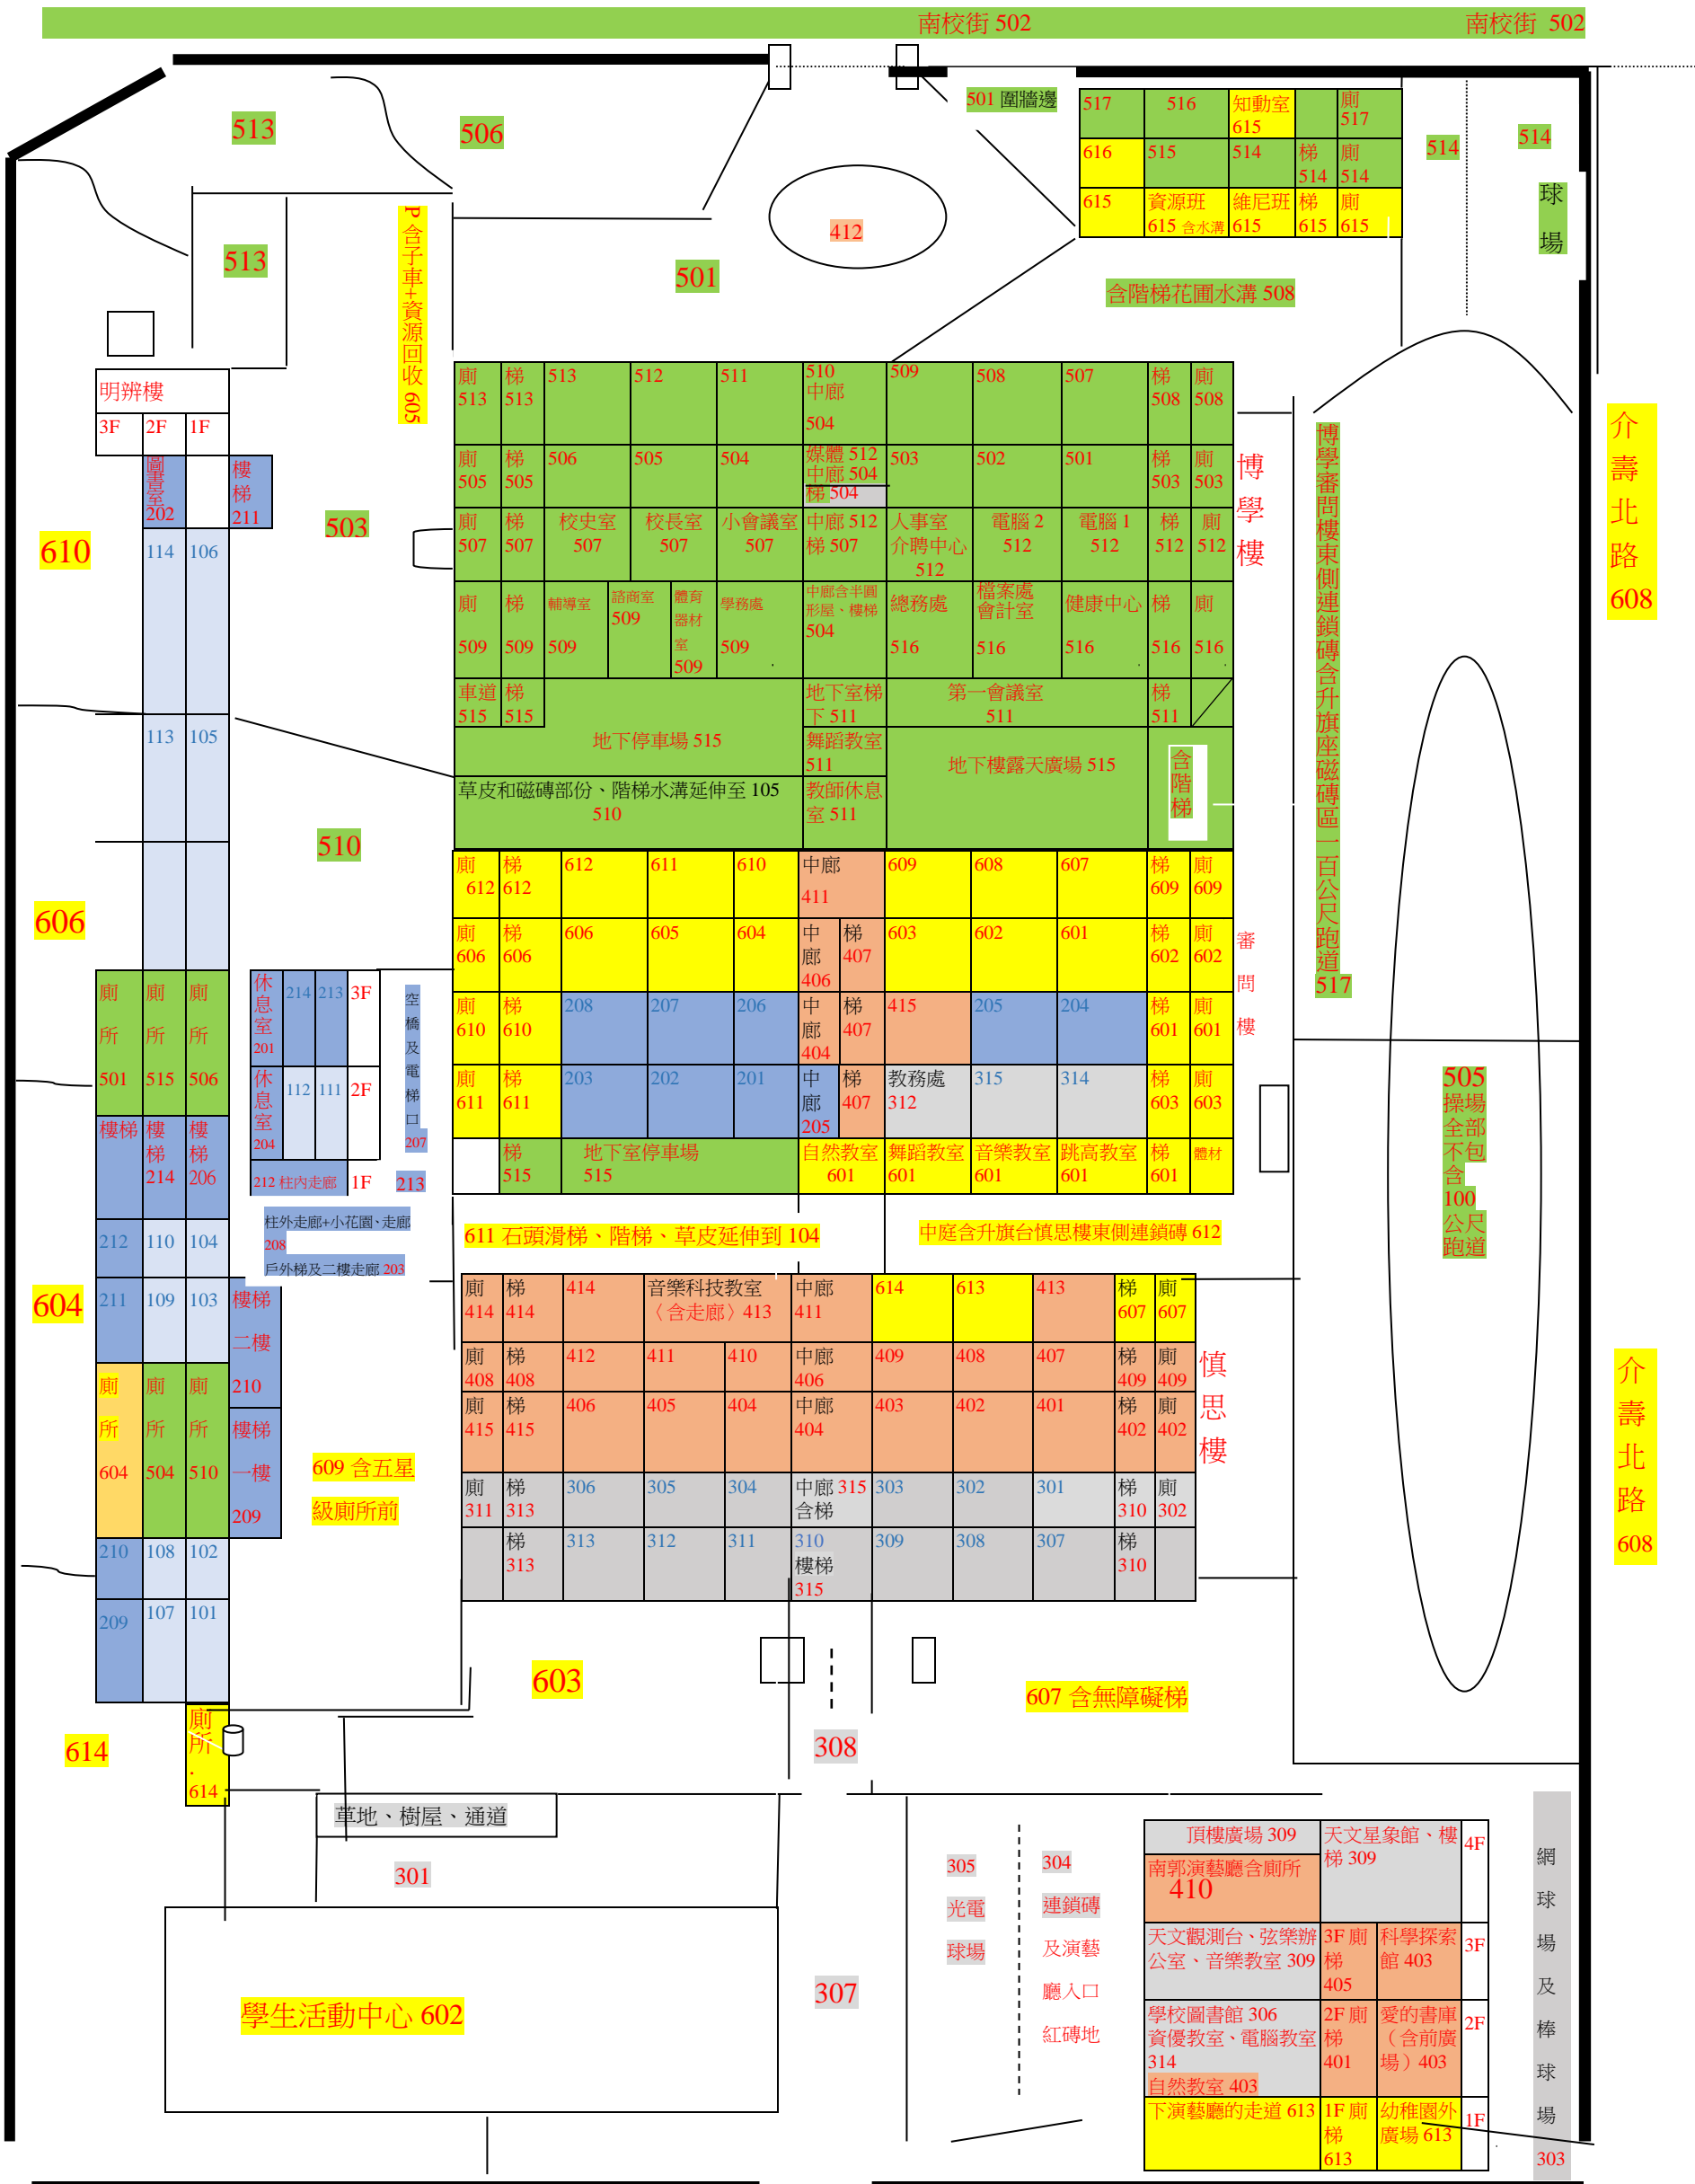 南校街 502
南校街 502
501 圍牆邊
517
516
知動室
615
廁
517
616
515
514
梯
514
廁
514
615
資源班
615 含水溝
維尼班
615
梯
615
廁
615
513
506
514
514
球
場
513
412
501
含階梯花圃水溝 508
P 含子車+資源回收 605
明辨樓
3F
2F
1F
圖書室
202
樓
梯
211
114
106
113
105
610
503
606
510
廁
513
梯
513
513
512
511
510
中廊
504
509
508
507
梯
508
廁
508
廁
505
梯
505
506
505
504
媒體 512
中廊 504
梯 504
503
502
501
梯
503
廁
503
廁
507
梯
507
校史室
507
校長室
507
小會議室
507
中廊 512
梯 507
人事室
介聘中心
512
電腦 2
512
電腦 1
512
梯
512
廁
512
廁
509
梯
509
輔導室
509
諮商室
509
體育
器材
室
509
學務處
509
中廊含半圓
形屋、樓梯
504
總務處
516
檔案處
會計室
516
健康中心
516
梯
516
廁
516
車道
515
梯
515
地下停車場 515
地下室梯
下 511
第一會議室
511
梯
511
舞蹈教室
511
地下樓露天廣場 515
含
階
梯
草皮和磁磚部份、階梯水溝延伸至 105
510
教師休息
室 511
博
學
樓
博學審問樓東側連鎖磚含升旗座磁磚區一百公尺跑道
517
介
壽
北
路
608
廁
612
梯
612
612
611
610
中廊
411
609
608
607
梯
609
廁
609
廁
606
梯
606
606
605
604
中
廊
406
梯
407
603
602
601
梯
602
廁
602
廁
610
梯
610
208
207
206
中
廊
404
梯
407
415
205
204
梯
601
廁
601
廁
611
梯
611
203
202
201
中
廊
205
梯
407
教務處
312
315
314
梯
603
廁
603
梯
515
地下室停車場
515
自然教室
601
舞蹈教室
601
音樂教室
601
跳高教室
601
梯
601
體材
審
問
樓
505
操場
全部
不包
含
100
公尺
跑道
廁
所
501
廁
所
515
廁
所
506
休
息
室
201
214
213
3F
休
息
室
204
112
111
2F
212 柱內走廊
1F
空
橋
及
電
梯
口
207
213
樓梯
樓
梯
214
樓
梯
206
柱外走廊+小花園、走廊
208
戶外梯及二樓走廊 203
212
110
104
211
109
103
樓梯
二樓
210
604
廁
所
604
廁
所
504
廁
所
510
樓梯
一樓
209
609 含五星
級廁所前
210
108
102
209
107
101
614
廁
所
.
614
611 石頭滑梯、階梯、草皮延伸到 104
中庭含升旗台慎思樓東側連鎖磚 612
廁
414
梯
414
414
音樂科技教室
〈含走廊〉413
中廊
411
614
613
413
梯
607
廁
607
廁
408
梯
408
412
411
410
中廊
406
409
408
407
梯
409
廁
409
廁
415
梯
415
406
405
404
中廊
404
403
402
401
梯
402
廁
402
廁
311
梯
313
306
305
304
中廊 315
含梯
303
302
301
梯
310
廁
302
梯
313
313
312
311
310
樓梯
315
309
308
307
梯
310
慎
思
樓
介
壽
北
路
608
603
607 含無障礙梯
308
草地、樹屋、通道
301
學生活動中心 602
307
305
光電
球場
304
連鎖磚
及演藝
廳入口
紅磚地
頂樓廣場 309
天文星象館、樓
梯 309
4F
南郭演藝廳含廁所
410
天文觀測台、弦樂辦
公室、音樂教室 309
3F 廁
梯
405
科學探索
館 403
3F
學校圖書館 306
資優教室、電腦教室
314
自然教室 403
2F 廁
梯
401
愛的書庫
（含前廣
場）403
2F
下演藝廳的走道 613
1F 廁
梯
613
幼稚園外
廣場 613
1F
網
球
場
及
棒
球
場
303